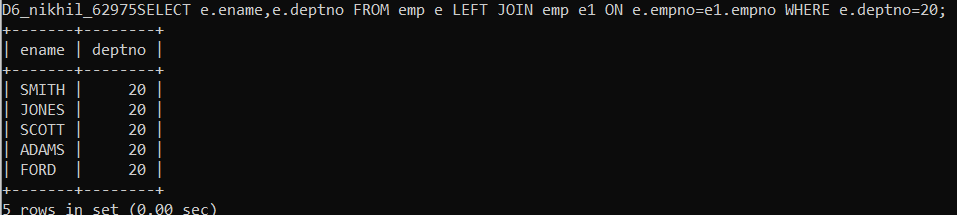 D6_nikhil_62975SELECT e.ename,e.deptno FROM emp e LEFT JOIN emp e1 ON e.empno=e1.empno WHERE e.deptno=20;
+-------+--------+
| ename | deptno |
+-------+--------+
| SMITH |     20 |
| JONES |     20 |
| SCOTT |     20 |
| ADAMS |     20 |
| FORD  |     20 |
+-------+--------+
5 rows in set (0.00 sec)